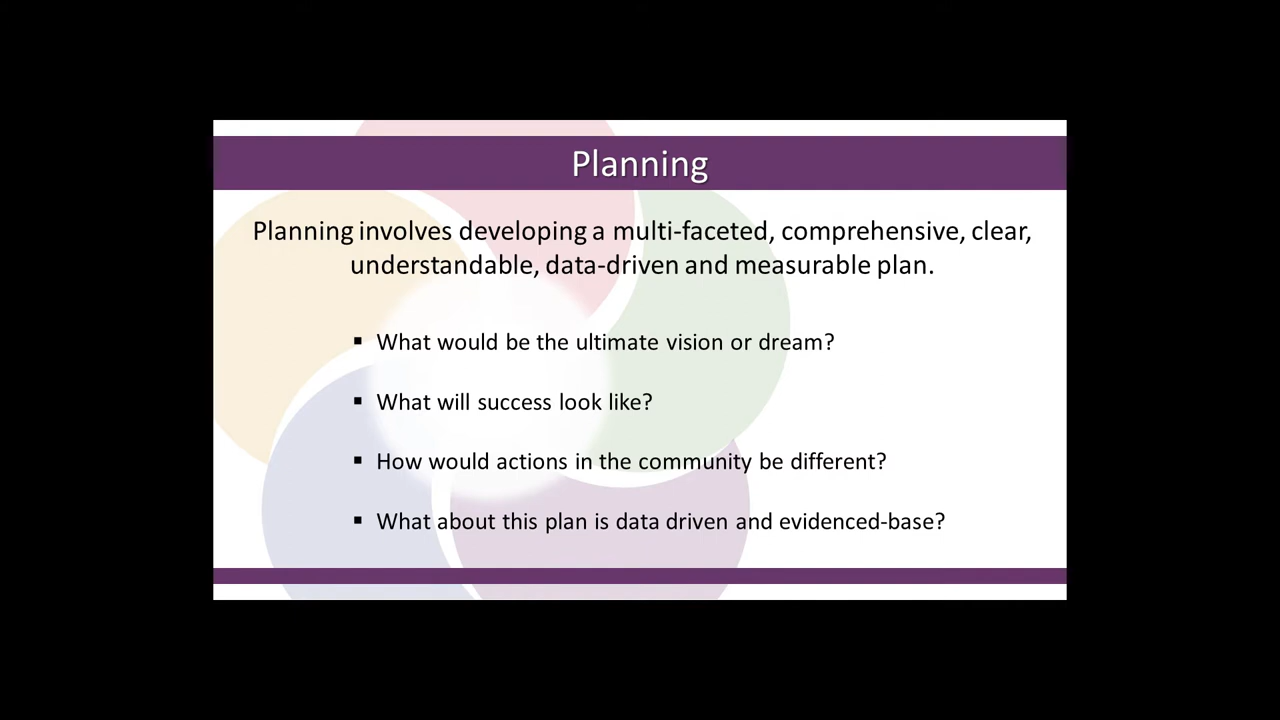 Planning
Planning involves developing a multi-faceted, comprehensive, clear,
understandable, data-driven and measurable plan.
▪ What would be the ultimate vision or dream?
▪ What will success look like?
▪ How would actions in the community be different?
▪ What about this plan is data driven and evidenced-base?